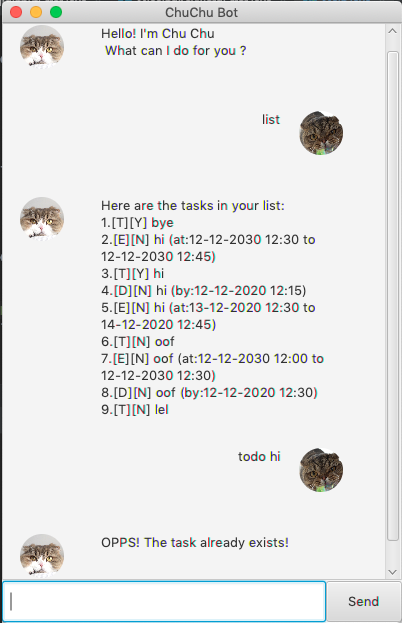 ChuChu Bot
Hello! I'm Chu Chu
What can I do for you ?
list
Here are the tasks in your list:
1.[T][Y] bye
2.[E][N] hi (at:12-12-2030 12:30 to
12-12-2030 12:45)
3.[T][Y] hi
4.[D][N] hi (by:12-12-2020 12:15)
5.[E][N] hi (at:13-12-2020 12:30 to
14-12-2020 12:45)
6.[T][N] oof
7.[E][N] oof (at:12-12-2030 12:00 to
12-12-2030 12:30)
8.[D][N] oof (by:12-12-2020 12:30)
9.[T][N] lel
todo hi
OPPS! The task already exists!
Send